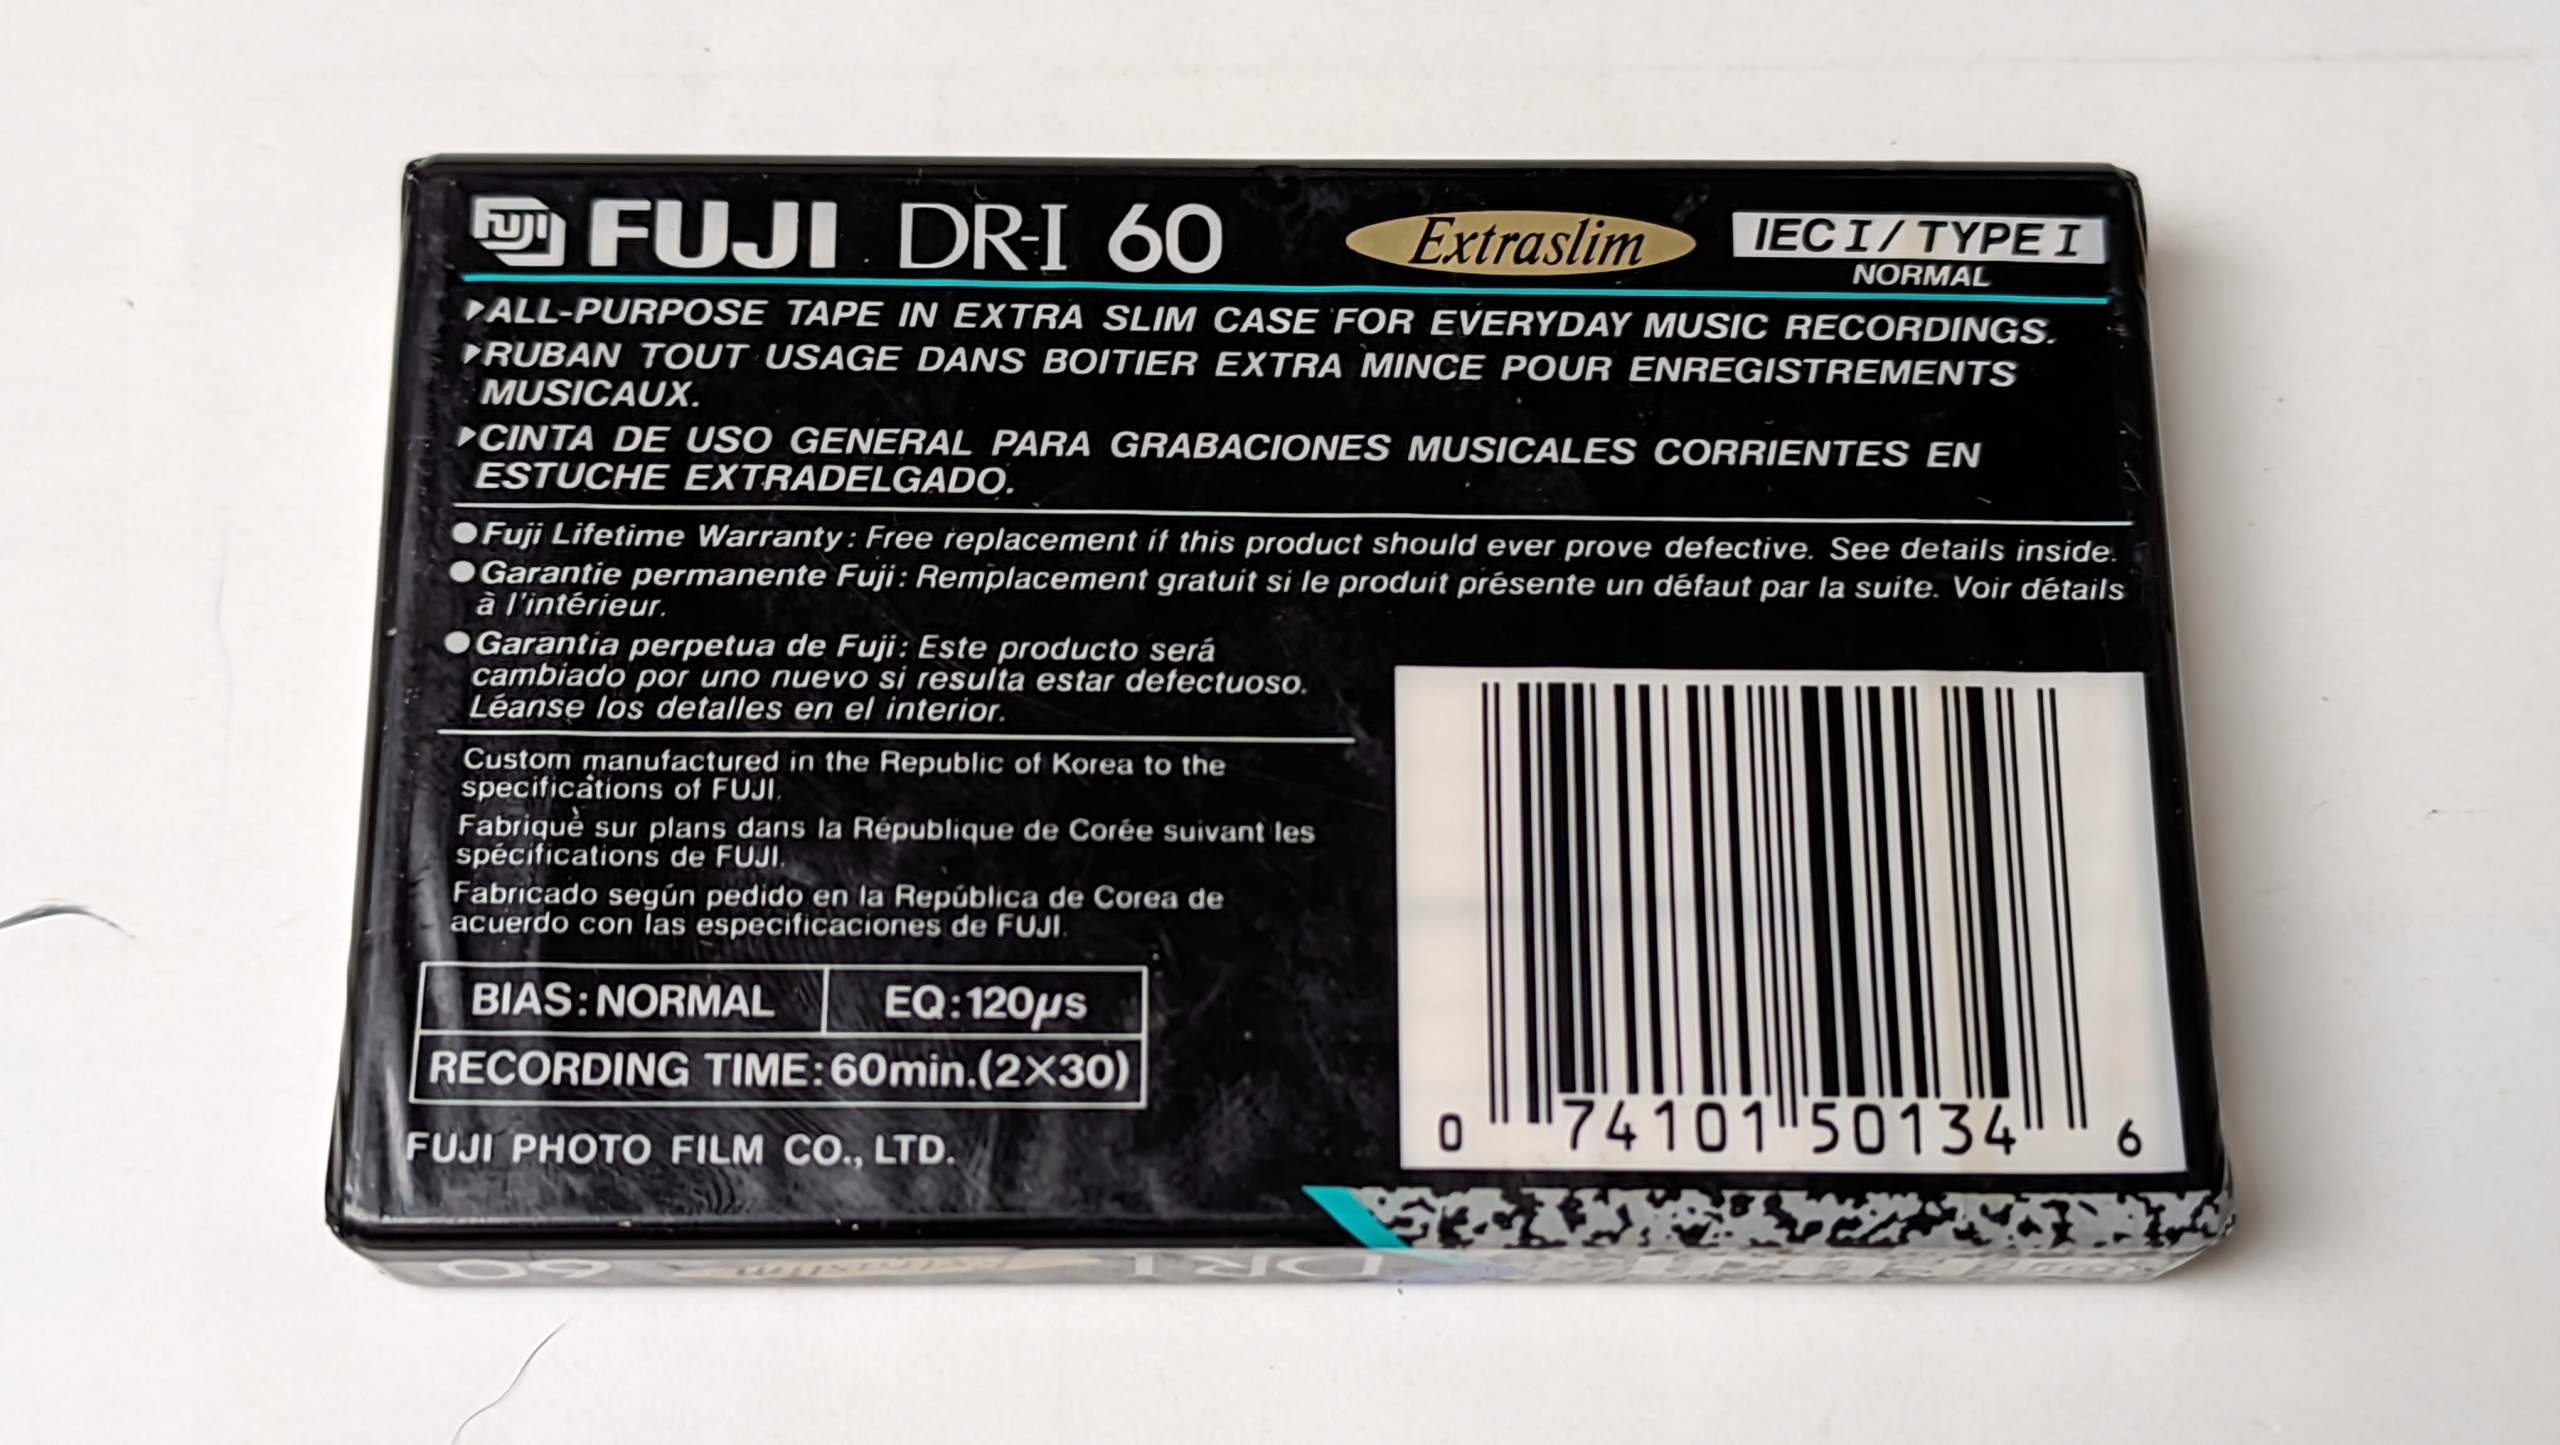 FUJI FUJI DR-I 60 Extraslim IEC I / TYPE I
NORMAL
ALL-PURPOSE TAPE IN EXTRA SLIM CASE FOR EVERYDAY MUSIC RECORDINGS.
RUBAN TOUT USAGE DANS BOITIER EXTRA MINCE POUR ENREGISTREMENTS
MUSICAUX.
CINTA DE USO GENERAL PARA GRABACIONES MUSICALES CORRIENTES EN
ESTUCHE EXTRADELGADO.
●Fuji Lifetime Warranty: Free replacement if this product should ever prove defective. See details inside.
●Garantie permanente Fuji: Remplacement gratuit si le produit présente un défaut par la suite. Voir détails
à l'intérieur.
●Garantia perpetua de Fuji: Este producto será
cambiado por uno nuevo si resulta estar defectuoso.
Léanse los detalles en el interior.
Custom manufactured in the Republic of Korea to the
specifications of FUJI.
Fabriqué sur plans dans la République de Corée suivant les
spécifications de FUJI.
Fabricado según pedido en la República de Corea de
acuerdo con las especificaciones de FUJI.
BIAS: NORMAL EQ: 120µs
RECORDING TIME: 60min.(2×30)
FUJI PHOTO FILM CO., LTD.
0 74101 50134 6
60 Extraslim DR-I FUJI